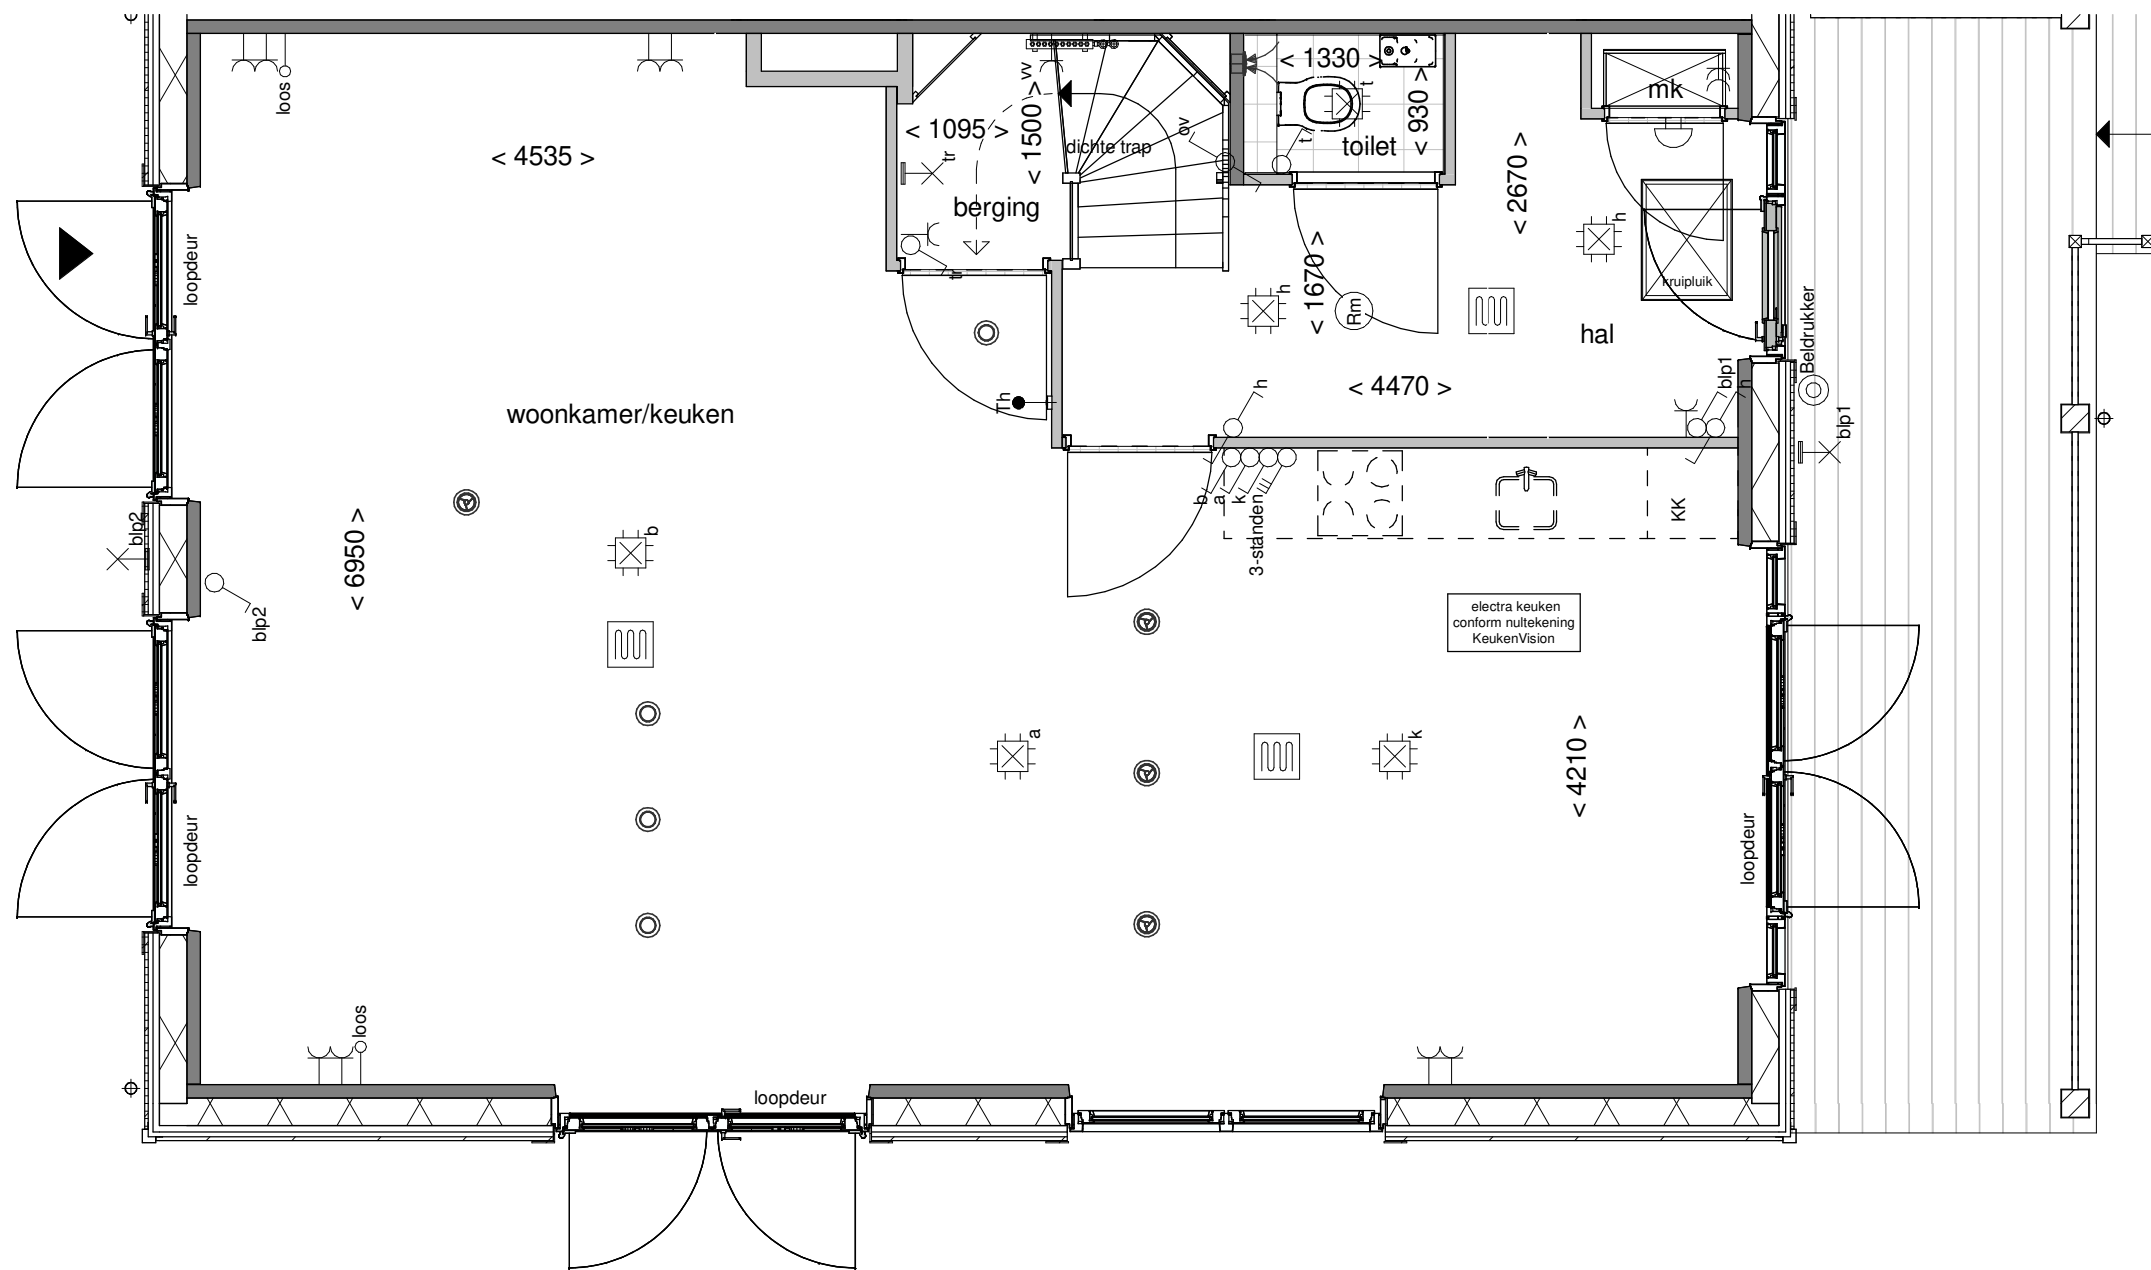 loos
< 4535 >
< 1095 >
< 1500 >
vv
tr
berging
tr
dichte trap
ov
< 1330 >
< 930 >
t
t
toilet
mk
< 2670 >
h
kruipluik
loopdeur
< 1670 >
h
Rm
hal
Beldrukker
< 4470 >
Th
h
blp1
h
blp1
woonkamer/keuken
b
a
k
3-standen
KK
blp2
< 6950 >
b
blp2
electra keuken
conform nultekening
KeukenVision
a
k
< 4210 >
loopdeur
loopdeur
loos
loopdeur